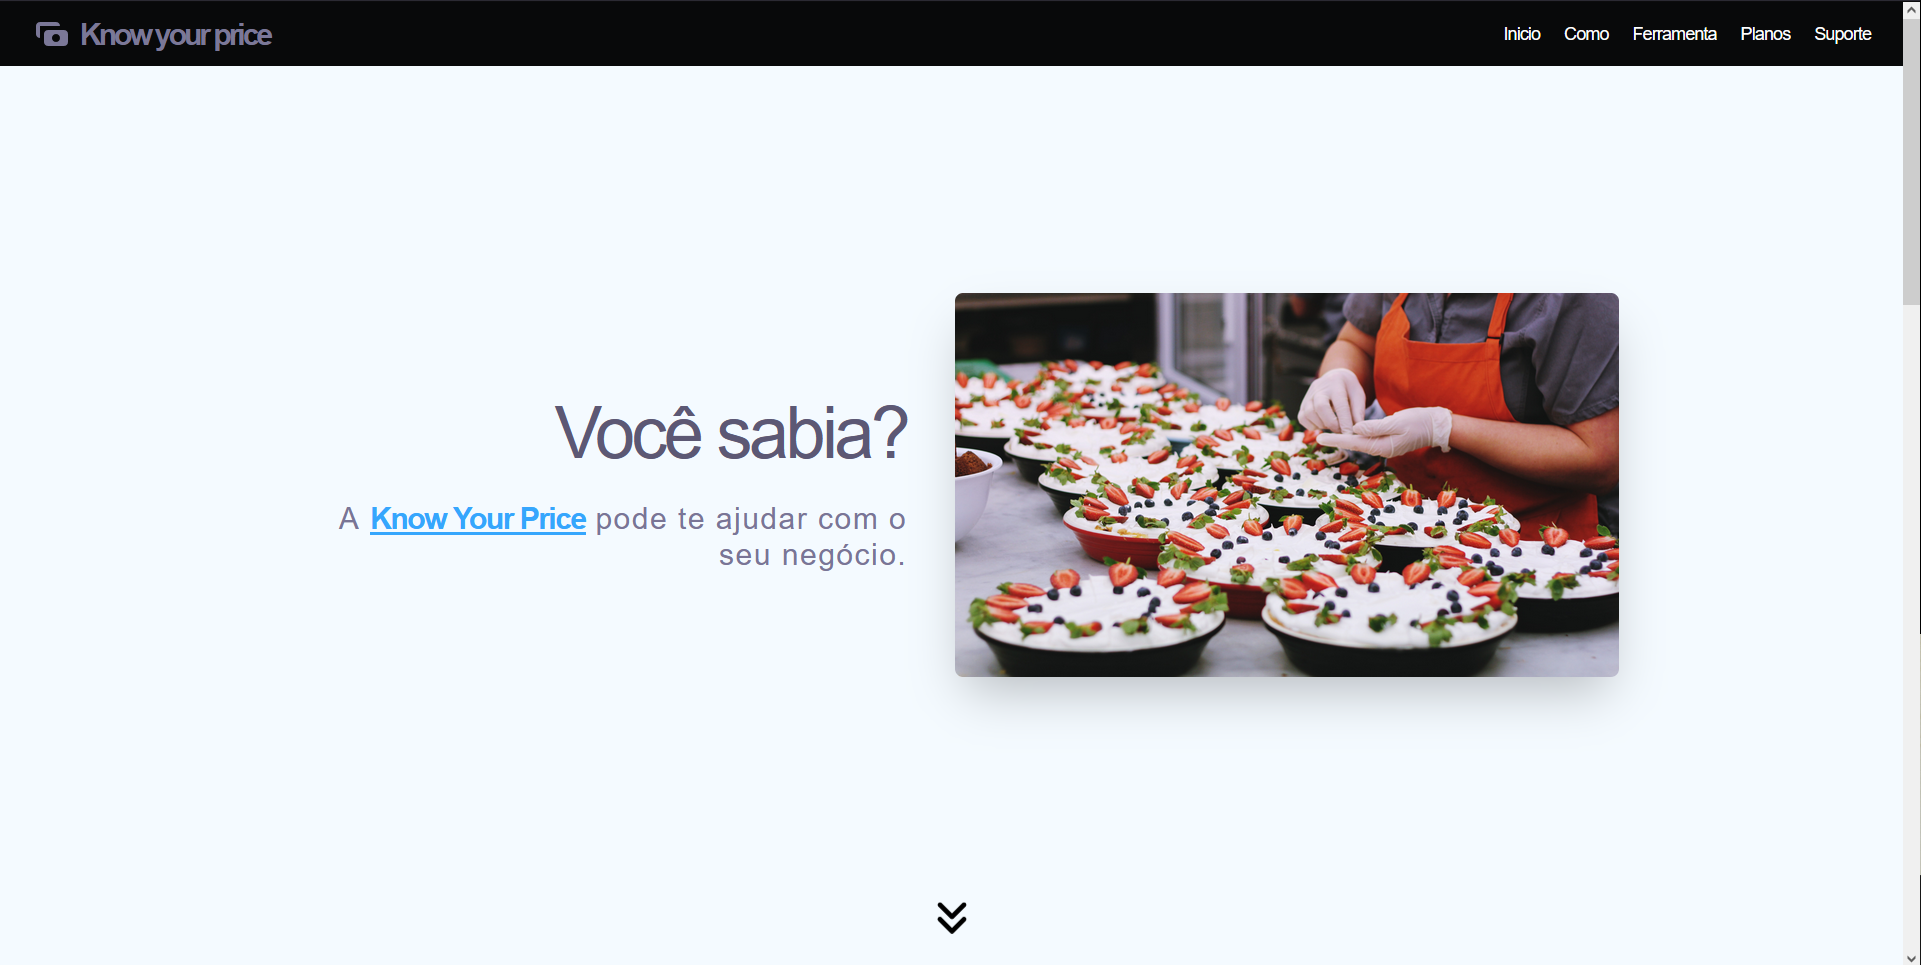 Know your price
Inicio Como Ferramenta Planos Suporte
Você sabia?
A Know Your Price pode te ajudar com o
seu negócio.